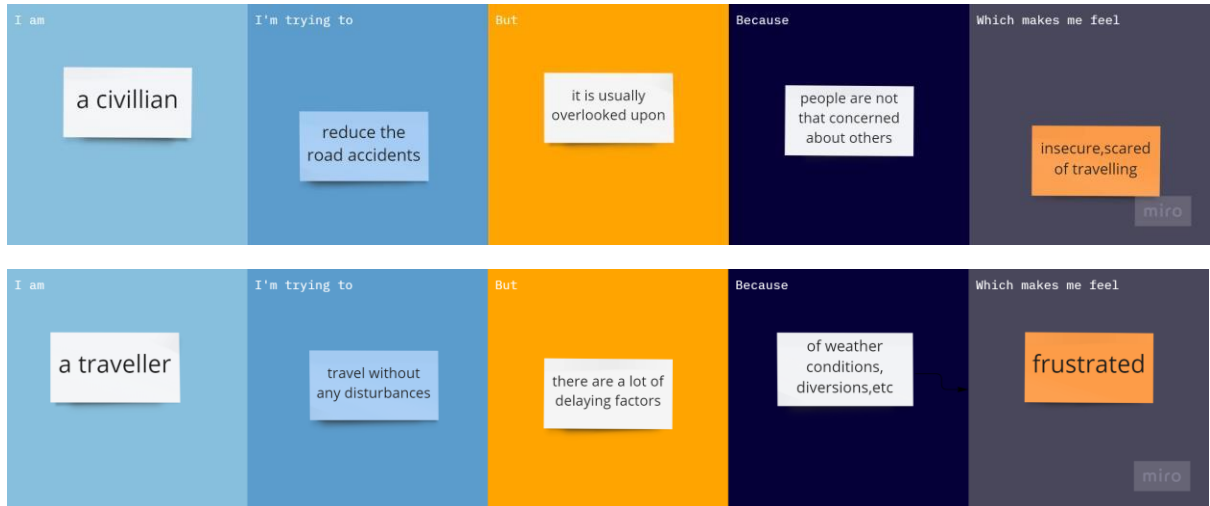 I am
I'm trying to
But
Because
Which makes me feel
a civillian
reduce the
road accidents
it is usually
overlooked upon
people are not
that concerned
about others
insecure,scared
of travelling
miro
I am
I'm trying to
But
Because
Which makes me feel
a traveller
travel without
any disturbances
there are a lot of
delaying factors
of weather
conditions,
diversions,etc
frustrated
miro